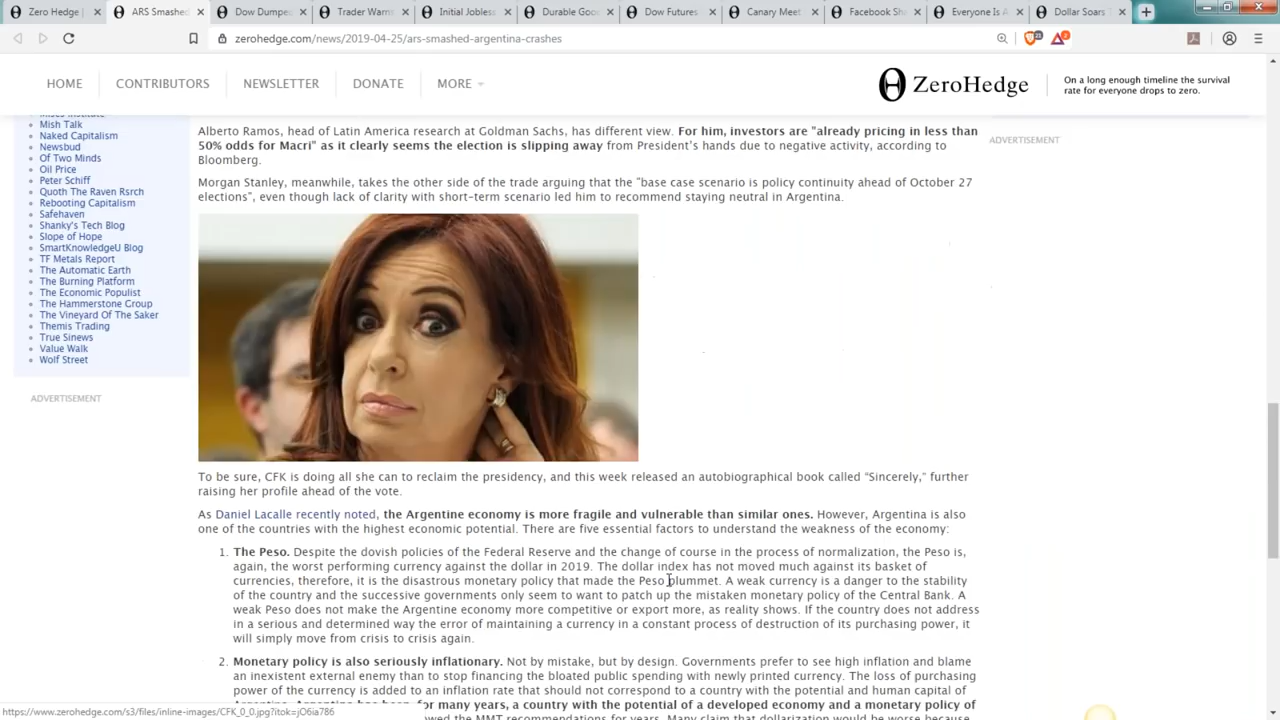 Zero Hedge |
ARS Smashed
Dow Dumped
Trader Warns
Initial Jobless
Durable Goo
Dow Futures
Canary Meet
Facebook Sh
Everyone Is A
Dollar Soars
zerohedge.com/news/2019-04-25/ars-smashed-argentina-crashes
HOME
CONTRIBUTORS
NEWSLETTER
DONATE
MORE
ZeroHedge
On a long enough timeline the survival
rate for everyone drops to zero.
Mises Institute
Mish Talk
Naked Capitalism
Newsbud
Of Two Minds
Oil Price
Peter Schiff
Quoth The Raven Rsrch
Rebooting Capitalism
Safehaven
Shanky's Tech Blog
Slope of Hope
SmartKnowledgeU Blog
TF Metals Report
The Automatic Earth
The Burning Platform
The Economic Populist
The Hammerstone Group
The Vineyard Of The Saker
Themis Trading
True Sinews
Value Walk
Wolf Street
ADVERTISEMENT
Alberto Ramos, head of Latin America research at Goldman Sachs, has different view. For him, investors are "already pricing in less than
50% odds for Macri" as it clearly seems the election is slipping away from President's hands due to negative activity, according to
Bloomberg.
Morgan Stanley, meanwhile, takes the other side of the trade arguing that the "base case scenario is policy continuity ahead of October 27
elections", even though lack of clarity with short-term scenario led him to recommend staying neutral in Argentina.
To be sure, CFK is doing all she can to reclaim the presidency, and this week released an autobiographical book called "Sincerely," further
raising her profile ahead of the vote.
As Daniel Lacalle recently noted, the Argentine economy is more fragile and vulnerable than similar ones. However, Argentina is also
one of the countries with the highest economic potential. There are five essential factors to understand the weakness of the economy:
1. The Peso. Despite the dovish policies of the Federal Reserve and the change of course in the process of normalization, the Peso is,
again, the worst performing currency against the dollar in 2019. The dollar index has not moved much against its basket of
currencies, therefore, it is the disastrous monetary policy that made the Peso plummet. A weak currency is a danger to the stability
of the country and the successive governments only seem to want to patch up the mistaken monetary policy of the Central Bank. A
weak Peso does not make the Argentine economy more competitive or export more, as reality shows. If the country does not address
in a serious and determined way the error of maintaining a currency in a constant process of destruction of its purchasing power, it
will simply move from crisis to crisis again.
2. Monetary policy is also seriously inflationary. Not by mistake, but by design. Governments prefer to see high inflation and blame
an inexistent external enemy than to stop financing the bloated public spending with newly printed currency. The loss of purchasing
power of the currency is added to an inflation rate that should not correspond to a country with the potential and human capital of
Argentina. Argentina has been, for many years, a country with the potential of a developed economy and a monetary policy of
wed the MMT recommendations for years. Many claim that dollarization would be worse because
ADVERTISEMENT
https://www.zerohedge.com/s3/files/inline-images/CFK_0_0.jpg?itok=jO6ia786